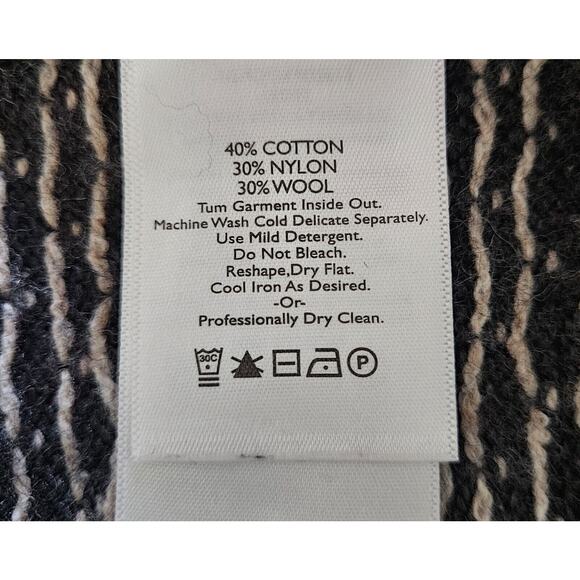 40% COTTON
30% NYLON
30% WOOL
Tum Garment Inside Out.
Machine Wash Cold Delicate Separately.
Use Mild Detergent.
Do Not Bleach.
Reshape,Dry Flat.
Cool Iron As Desired.
-Or-
Professionally Dry Clean.
30C P